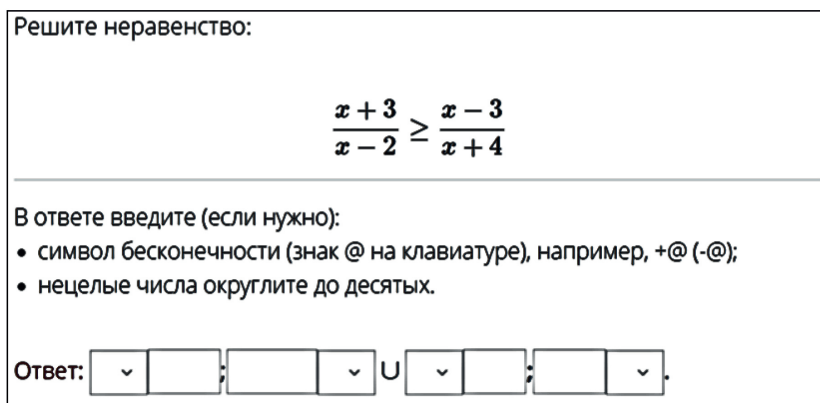 Решите неравенство:
x + 3 / x − 2 ≥ x − 3 / x + 4
В ответе введите (если нужно):
• символ бесконечности (знак @ на клавиатуре), например, +@ (-@);
• нецелые числа округлите до десятых.
Ответ: ; ∪ ; .